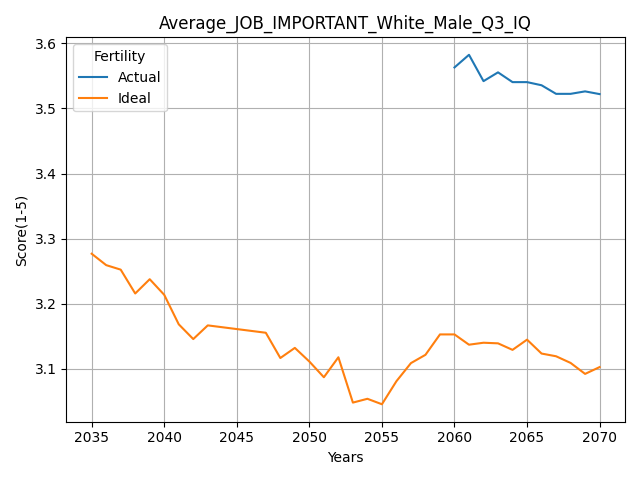 Average_JOB_IMPORTANT_White_Male_Q3_IQ
Fertility
Actual
Ideal
Score(1-5)
3.6
3.5
3.4
3.3
3.2
3.1
2035 2040 2045 2050 2055 2060 2065 2070
Years